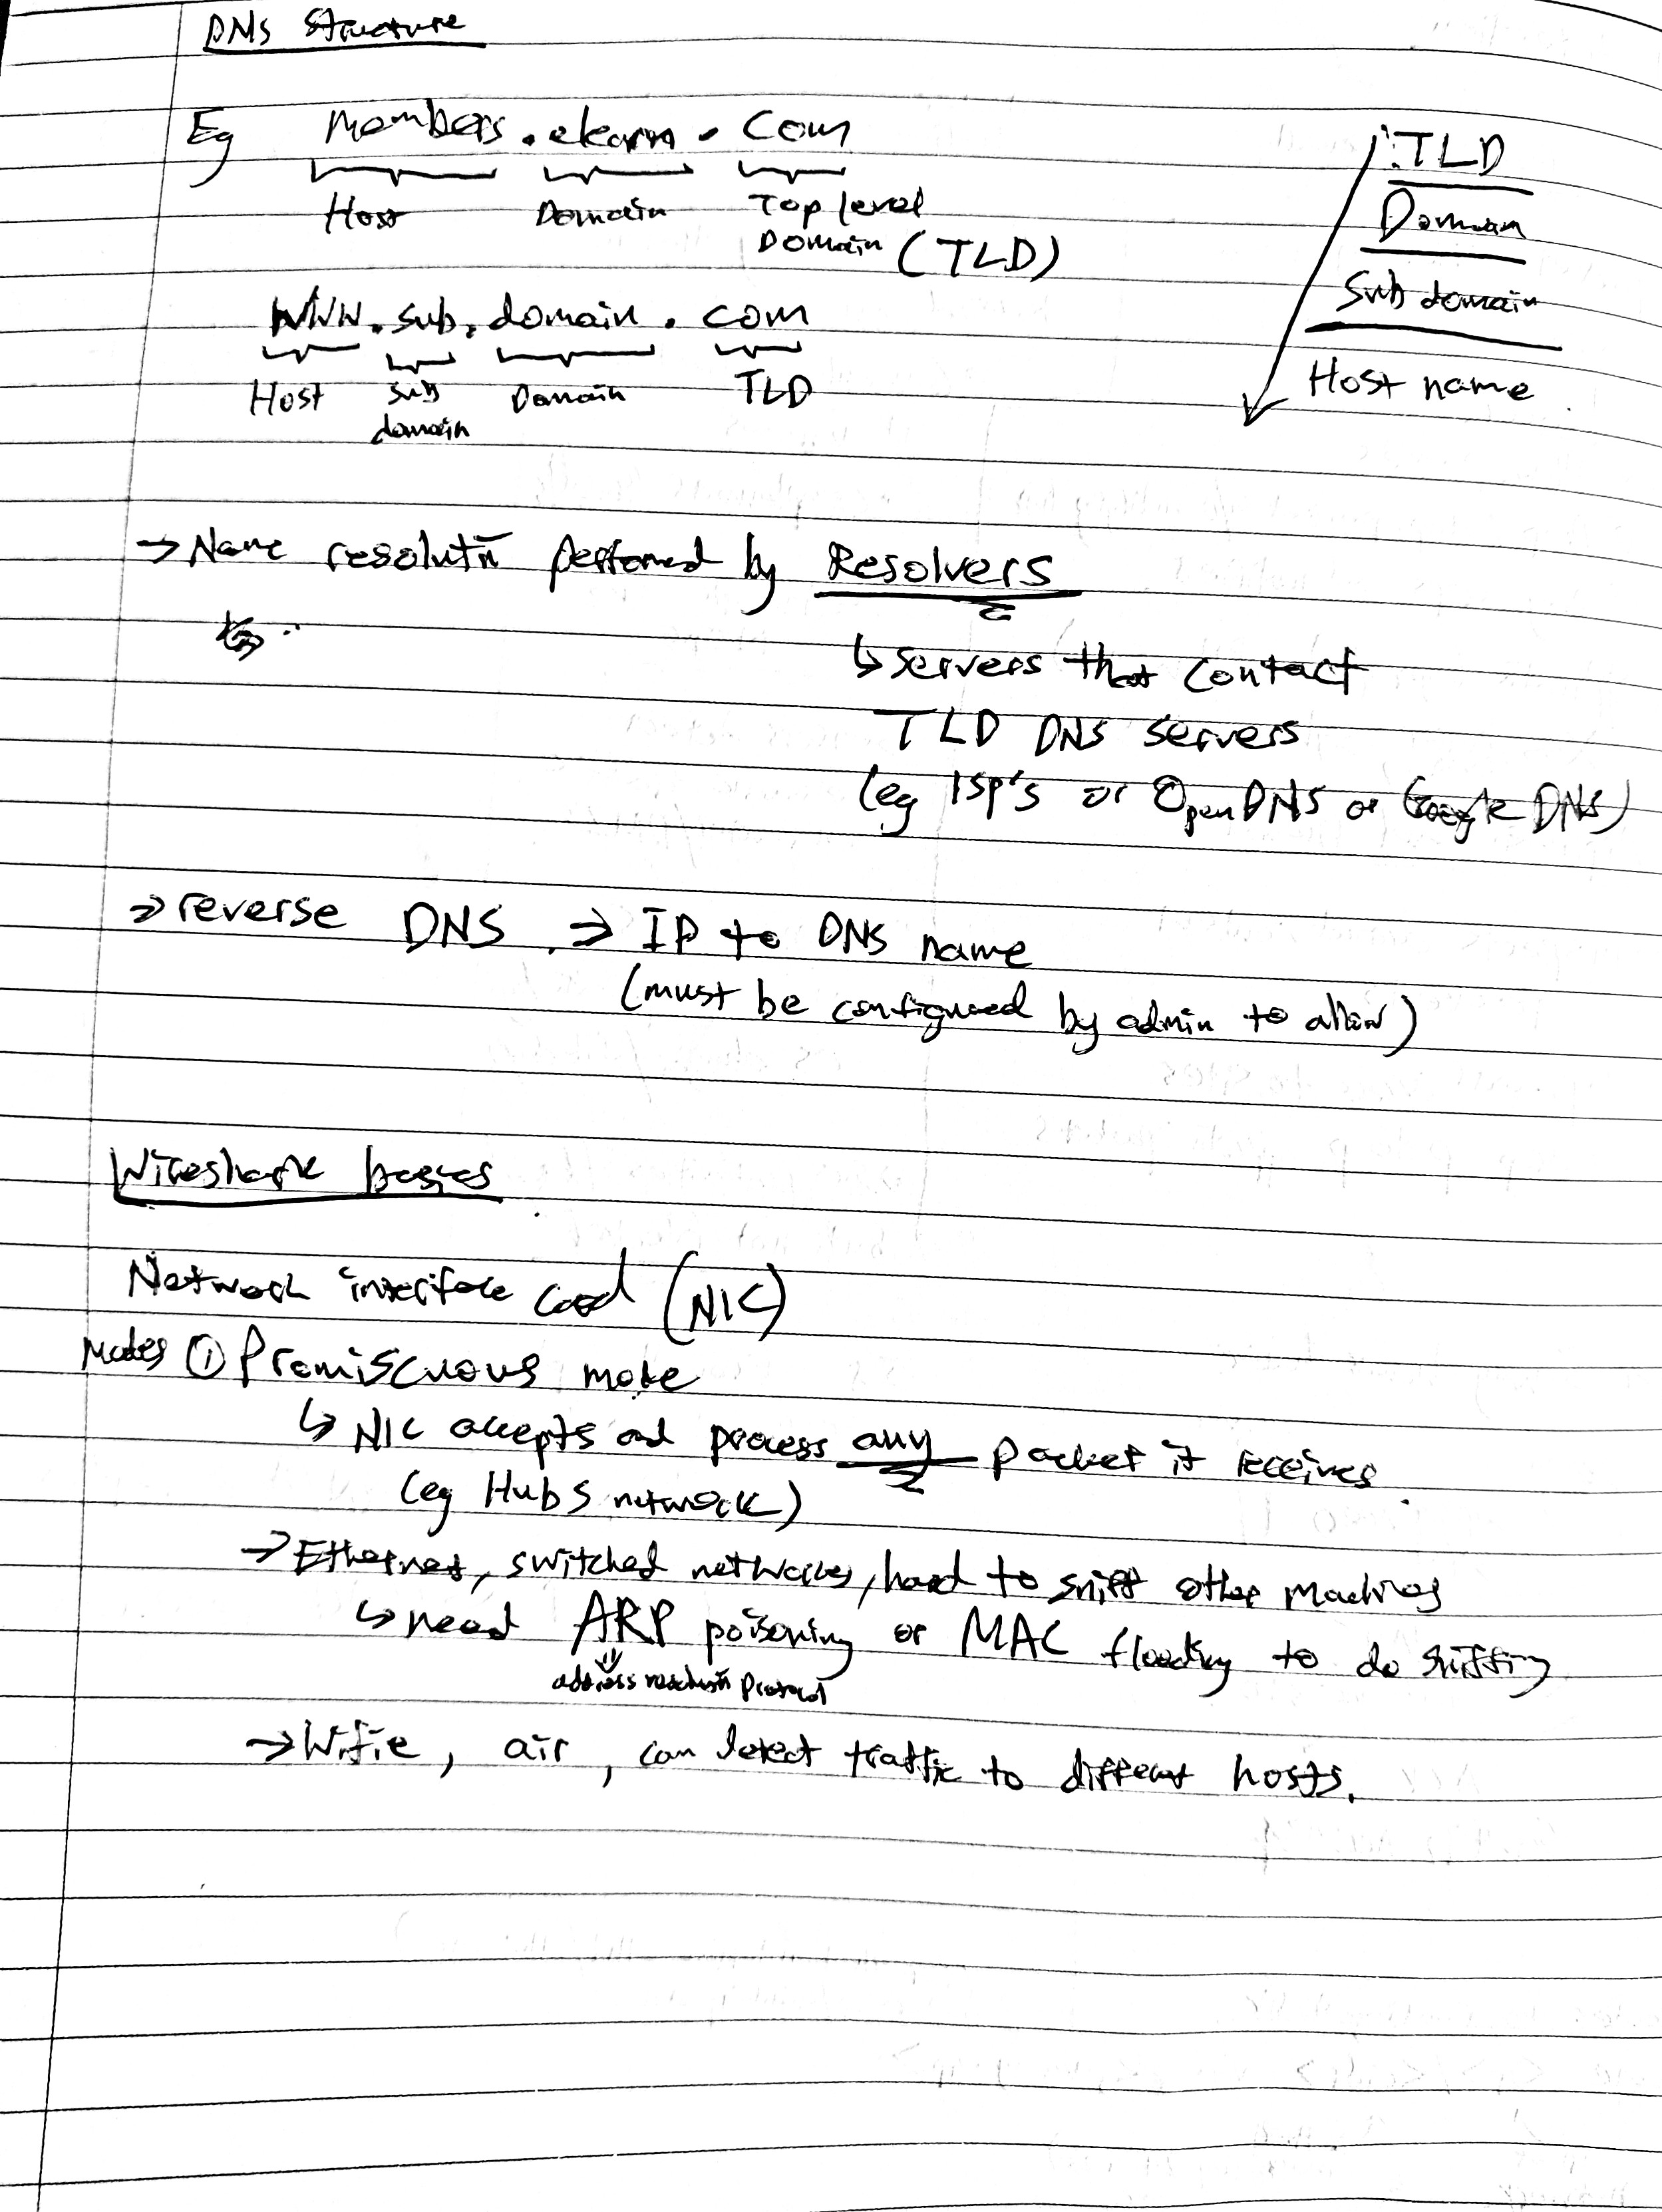 DNS Structure
Eg members.elearn.com
Host Domain Top level Domain (TLD)
www.sub.domain.com
Host Sub domain Domain TLD
TLD
Domain
Sub domain
Host name
→ Name resolutn performed by Resolvers
↳ servers that contact
TLD DNS servers
(eg ISP's or OpenDNS or Google DNS)
⇒ reverse DNS ⇒ IP to DNS name
(must be configured by admin to allow)
Wireshark basics
Network interface card (NIC)
Modes ① Promiscuous mode
↳ NIC accepts and process any packet it receives.
(eg Hubs network)
→ Ethernet, switched networks, hard to sniff other machines
↳ need ARP poisoning or MAC flooding to do sniffing
address resolutn Protocol
→ Wifie, air, can detect traffic to different hosts.